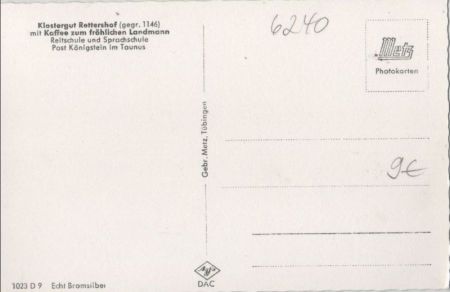 Klostergut Rettershof (gegr. 1146)
mit Kaffee zum fröhlichen Landmann
Reitschule und Sprachschule
Post Königstein im Taunus
6240
Metz
Photokarten
Gebr. Metz, Tübingen
9€
Agfa
DAC
1023 D 9 Echt Bromsilber